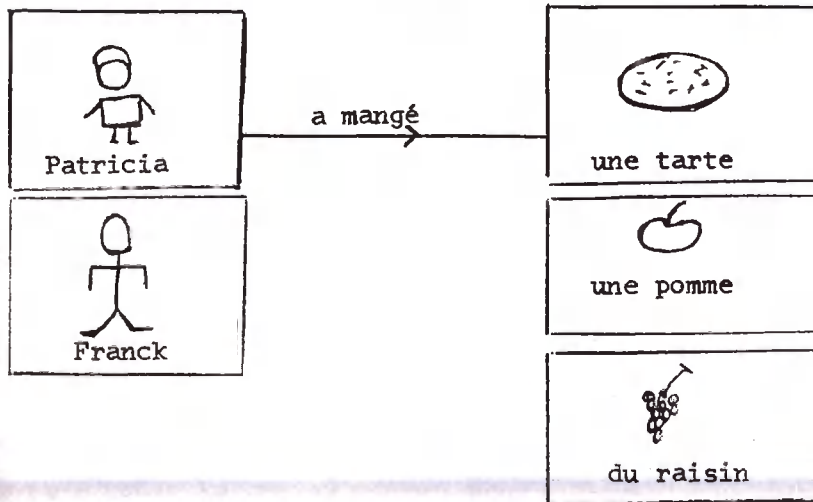 a mangé
Patricia
une tarte
une pomme
Franck
du raisin